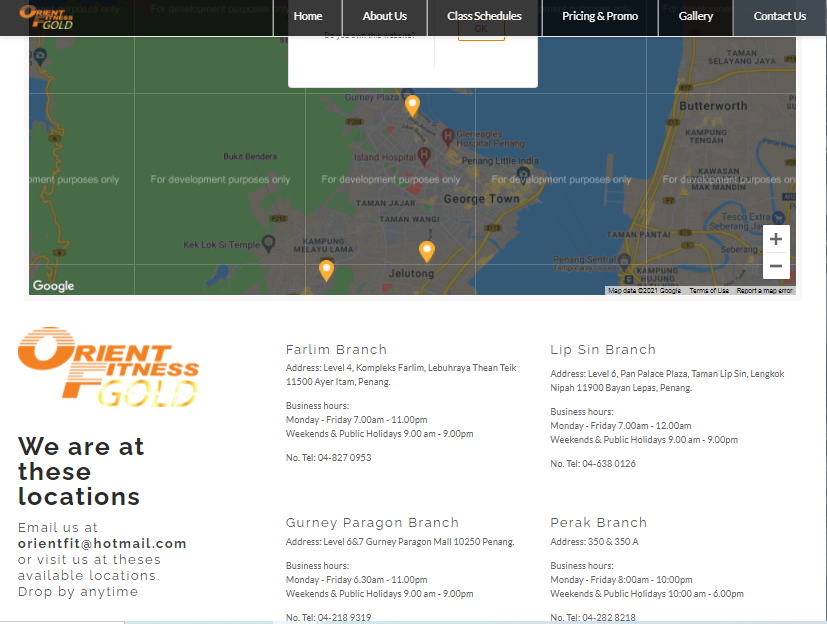 ORIENT
FITNESS
GOLD
Home
About Us
Class Schedules
Pricing & Promo
Gallery
Contact Us
Do you own this website?
OK
For development purposes only
TAMAN
SELAYANG JAYA
Gurney Plaza
Butterworth
Gleneagles
Hospital Penang
KAMPUNG
TENGAH
Bukit Bendera
Island Hospital
Penang Little India
KAWASAN
MAK MANDIN
ment purposes only
For development purposes only
For development purposes only
For development purposes only
For development purposes on
George Town
TAMAN JAJAR
TAMAN WANGI
Tesco Extra
Seberang Ja
Kek Lok Si Temple
KAMPUNG
MELAYU LAMA
TAMAN PANTAI
Seberang
Penang Sentral
Temporarily closed
Jelutong
KAMPUNG
Google
Map data ©2021 Google
Terms of Use
Report a map error
ORIENT
FITNESS
GOLD
We are at
these
locations
Email us at
orientfit@hotmail.com
or visit us at theses
available locations.
Drop by anytime
Farlim Branch
Address: Level 4, Kompleks Farlim, Lebuhraya Thean Teik
11500 Ayer Itam, Penang.
Business hours:
Monday - Friday 7.00am - 11.00pm
Weekends & Public Holidays 9.00 am - 9.00pm
No. Tel: 04-827 0953
Lip Sin Branch
Address: Level 6, Pan Palace Plaza, Taman Lip Sin, Lengkok
Nipah 11900 Bayan Lepas, Penang.
Business hours:
Monday - Friday 7.00am - 12.00am
Weekends & Public Holidays 9.00 am - 9.00pm
No. Tel: 04-638 0126
Gurney Paragon Branch
Address: Level 6&7 Gurney Paragon Mall 10250 Penang.
Business hours:
Monday - Friday 6.30am - 11.00pm
Weekends & Public Holidays 9.00 am - 9.00pm
No. Tel: 04-218 9319
Perak Branch
Address: 350 & 350 A
Business hours:
Monday - Friday 8:00am - 10:00pm
Weekends & Public Holidays 10:00 am - 6.00pm
No. Tel: 04-282 8218